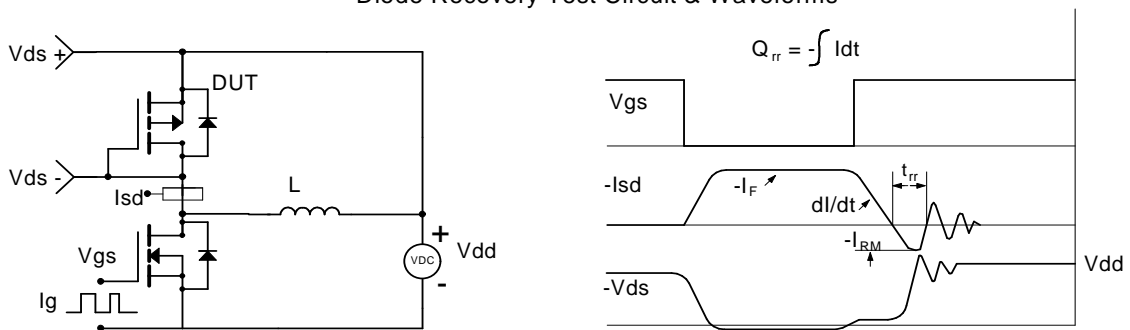 Diode Recovery Test Circuit & Waveforms
Vds +
DUT
Vds -
Isd
L
Vgs
Ig
+
VDC
-
Vdd
Q rr = - ∫ Idt
Vgs
-Isd
-I F
dI/dt
t rr
-I RM
-Vds
Vdd